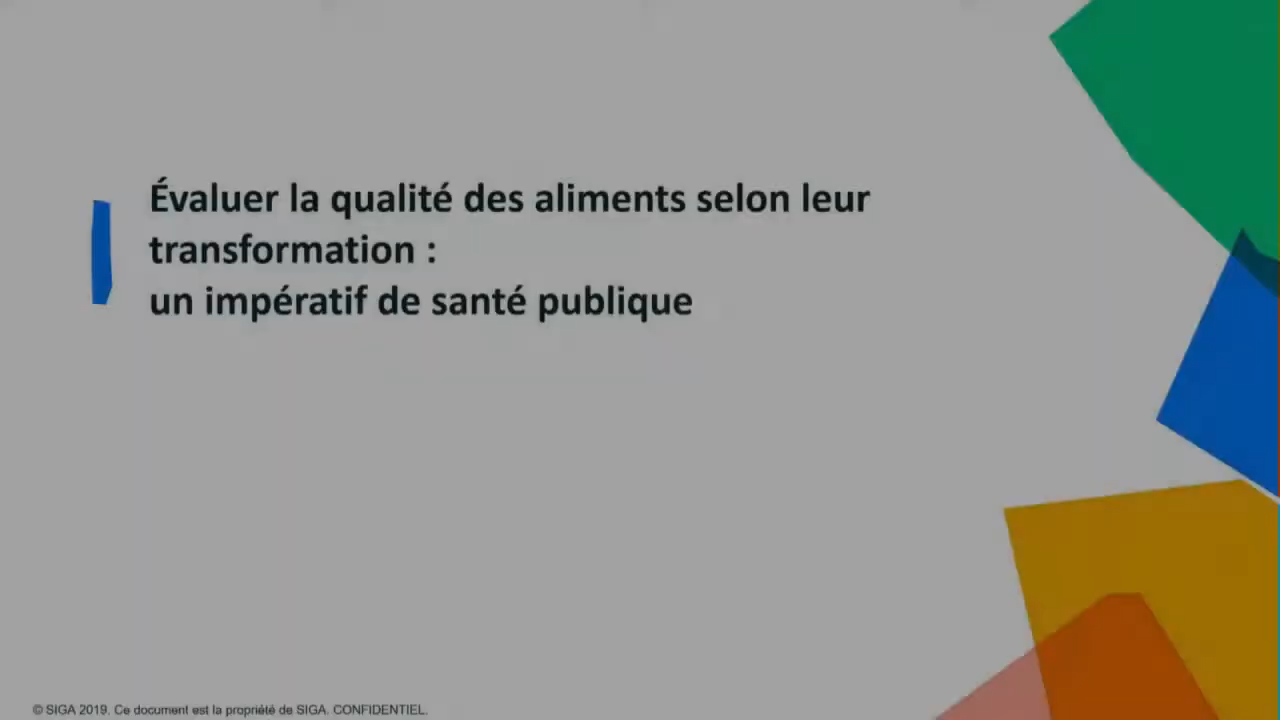 Évaluer la qualité des aliments selon leur
transformation :
un impératif de santé publique
© SIGA 2019. Ce document est la propriété de SIGA. CONFIDENTIEL.